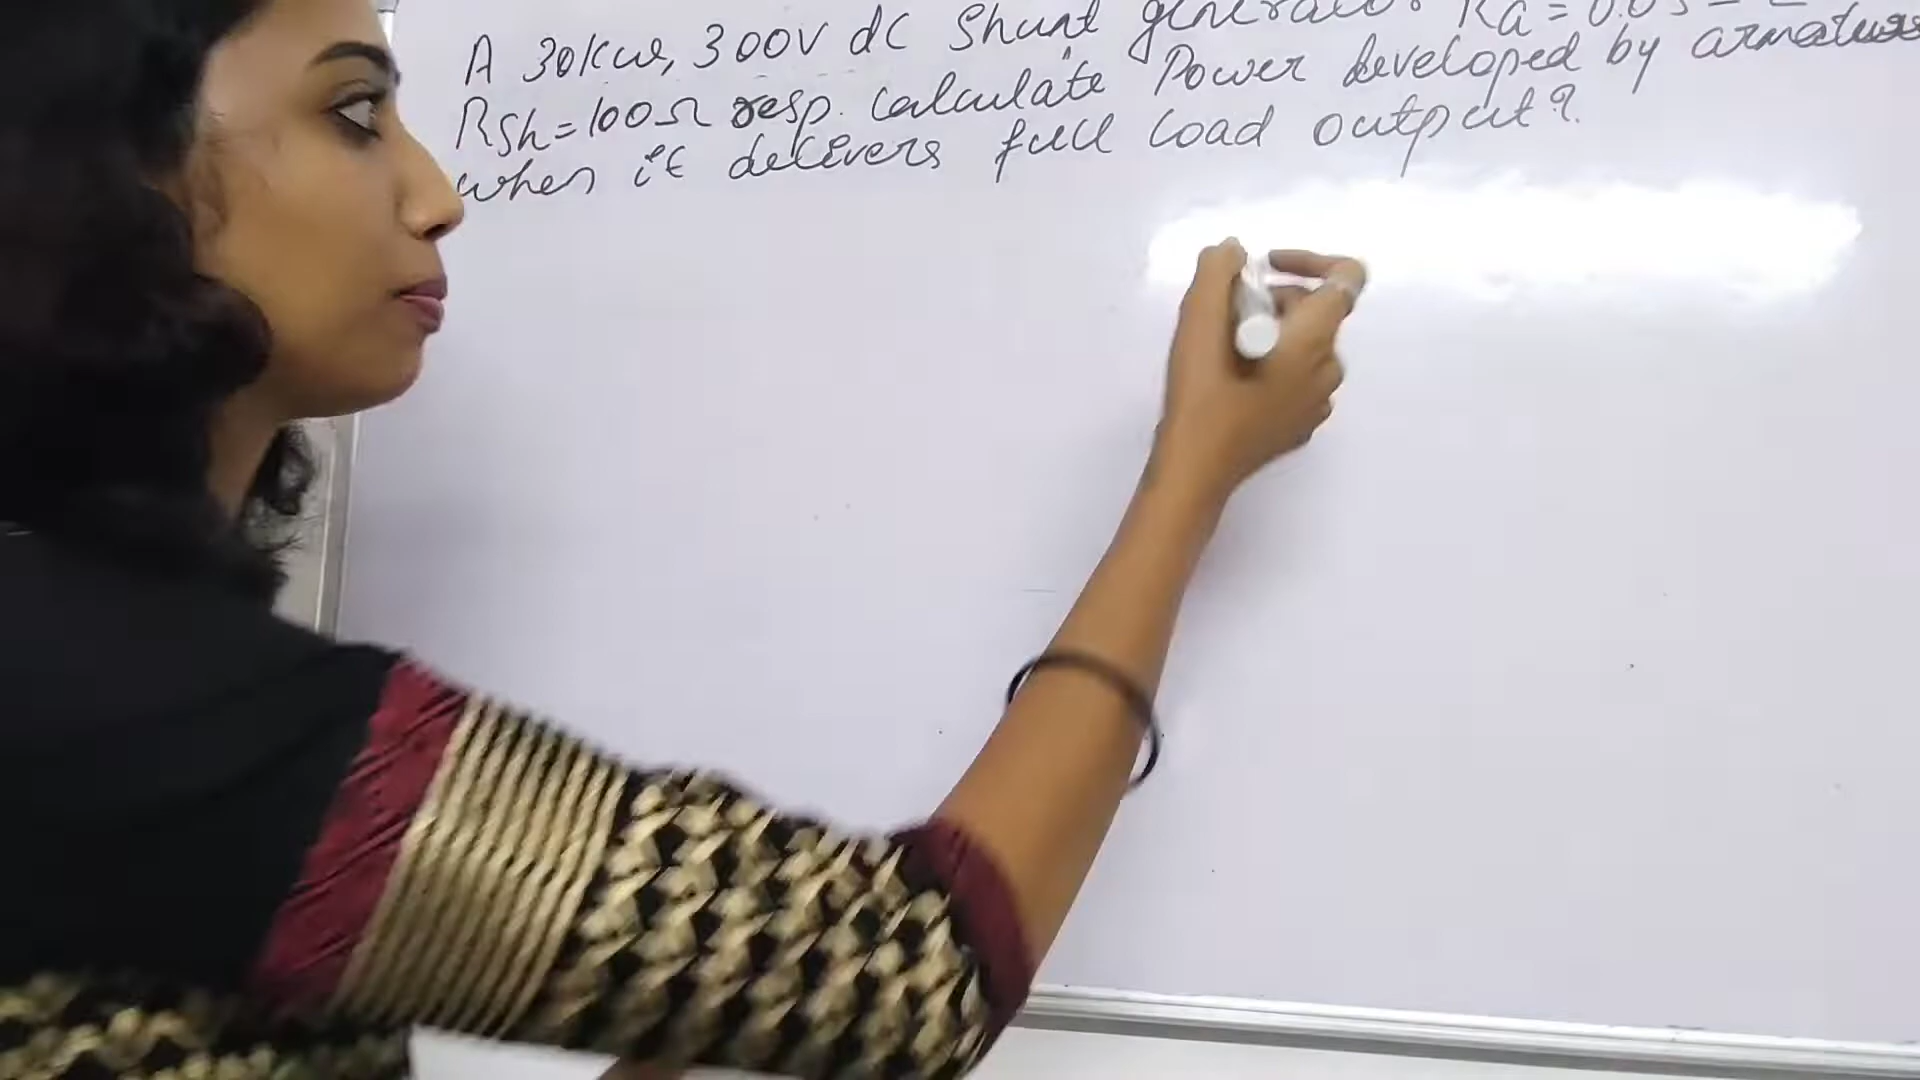 A 30kw, 300V dC Shunt generator Ra = 0.05
Rsh=100Ω resp. Calculate Power developed by armature
when it delivers full load output?